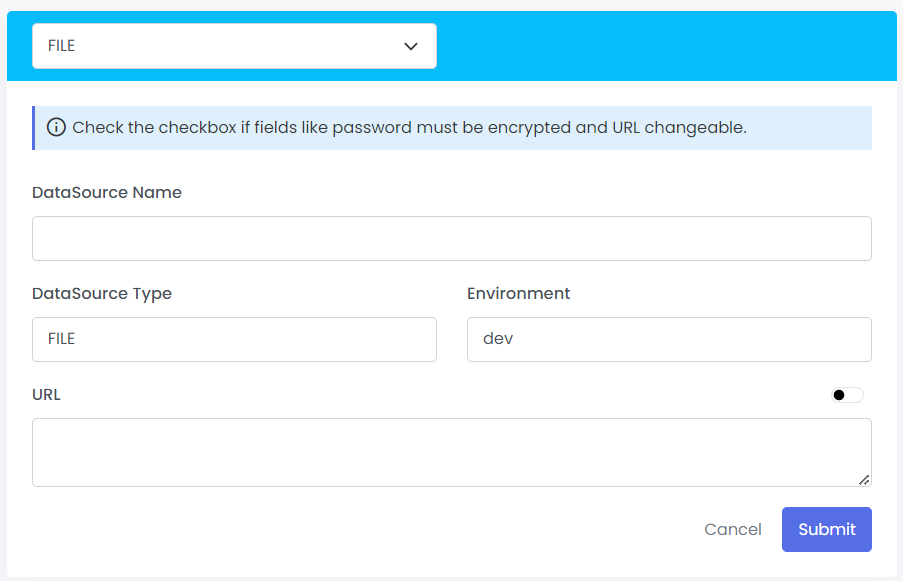 FILE
Check the checkbox if fields like password must be encrypted and URL changeable.
DataSource Name
DataSource Type
Environment
FILE
dev
URL
Cancel
Submit